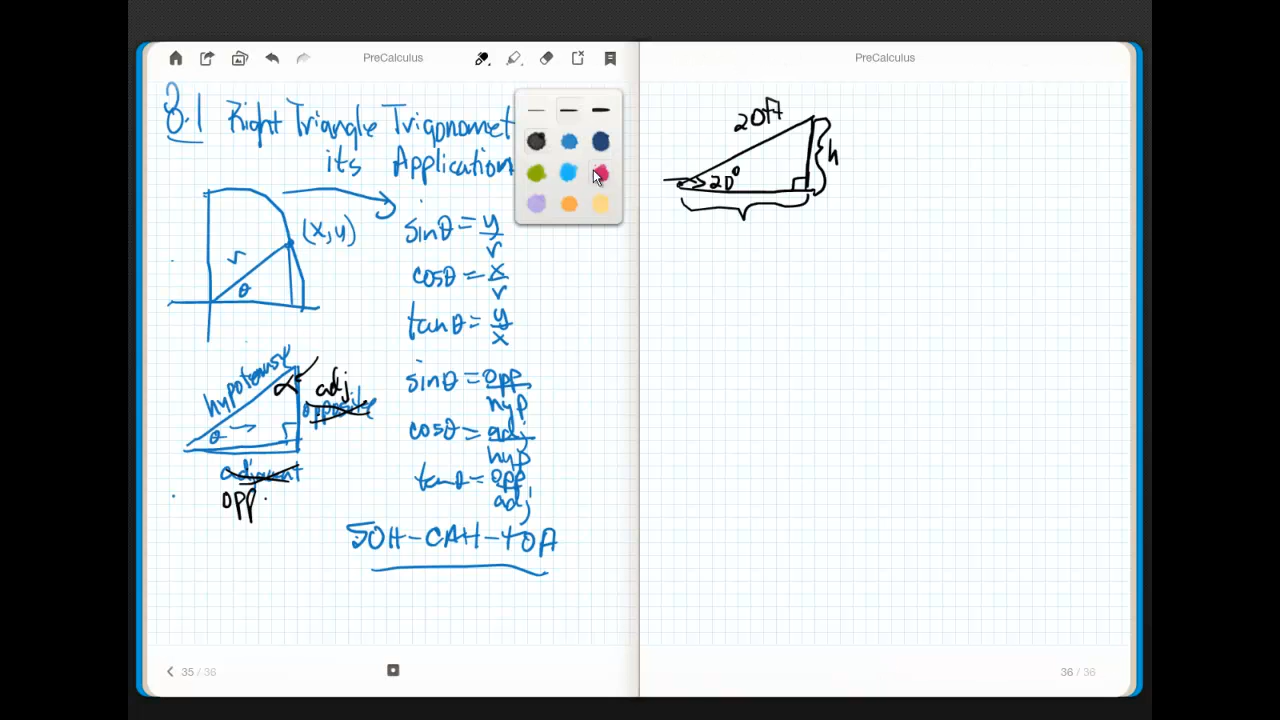 PreCalculus
PreCalculus
8.1 Right Triangle Trigonomet
its Application
(x,y)
r
θ
sinθ = y/r
cosθ = x/r
tanθ = y/x
hypotenuse
α
adj
opposite
θ
adjacent
opp.
sinθ = opp/hyp
cosθ = adj/hyp
tanθ = opp/adj
SOH-CAH-TOA
35 / 36
20ft
20°
h
36 / 36